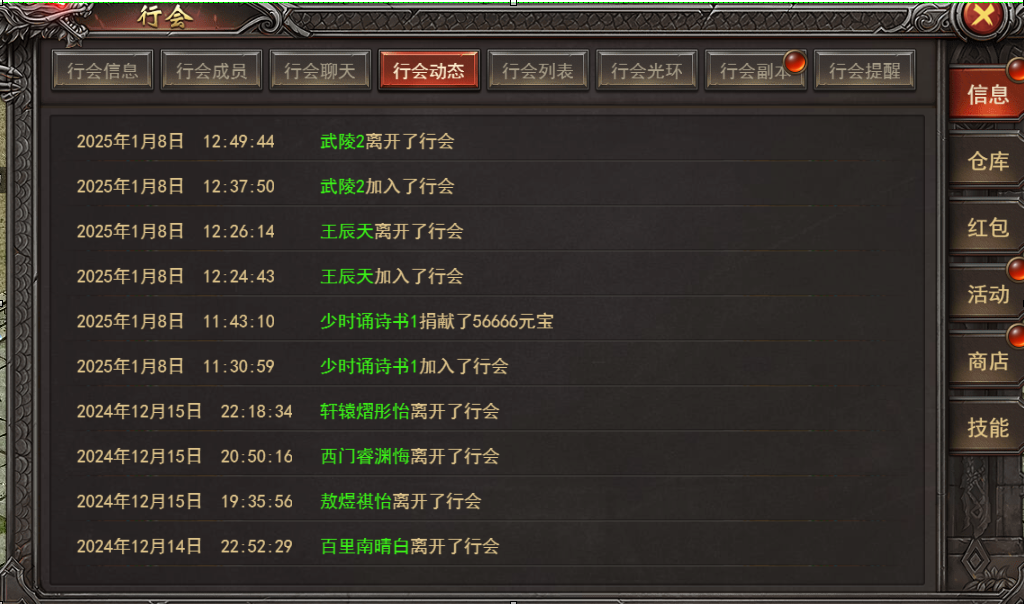 行会
行会信息 行会成员 行会聊天 行会动态 行会列表 行会光环 行会副本 行会提醒
2025年1月8日 12:49:44 武陵2离开了行会
2025年1月8日 12:37:50 武陵2加入了行会
2025年1月8日 12:26:14 王辰天离开了行会
2025年1月8日 12:24:43 王辰天加入了行会
2025年1月8日 11:43:10 少时诵诗书1捐献了56666元宝
2025年1月8日 11:30:59 少时诵诗书1加入了行会
2024年12月15日 22:18:34 轩辕熠彤怡离开了行会
2024年12月15日 20:50:16 西门睿渊悔离开了行会
2024年12月15日 19:35:56 敖煜祺怡离开了行会
2024年12月14日 22:52:29 百里南晴白离开了行会
信息
仓库
红包
活动
商店
技能